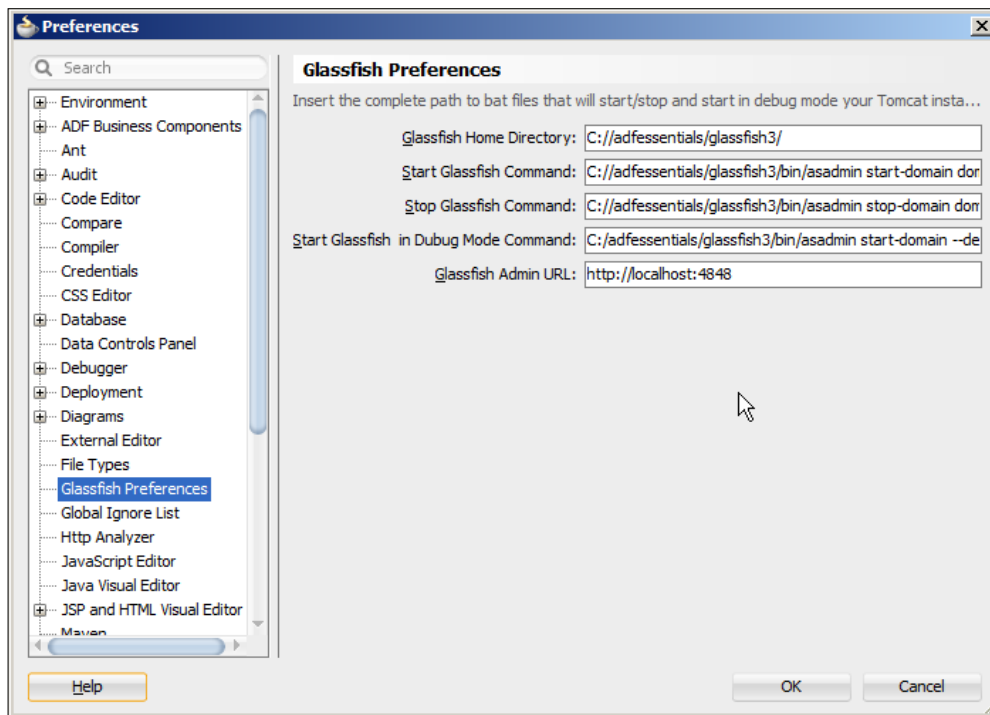 Preferences
Search
Environment
ADF Business Components
Ant
Audit
Code Editor
Compare
Compiler
Credentials
CSS Editor
Database
Data Controls Panel
Debugger
Deployment
Diagrams
External Editor
File Types
Glassfish Preferences
Global Ignore List
Http Analyzer
JavaScript Editor
Java Visual Editor
JSP and HTML Visual Editor
Maven
Glassfish Preferences
Insert the complete path to bat files that will start/stop and start in debug mode your Tomcat insta...
Glassfish Home Directory: C://adfessentials/glassfish3/
Start Glassfish Command: C://adfessentials/glassfish3/bin/asadmin start-domain dor
Stop Glassfish Command: C://adfessentials/glassfish3/bin/asadmin stop-domain dom
Start Glassfish in Dubug Mode Command: C:/adfessentials/glassfish3/bin/asadmin start-domain --de
Glassfish Admin URL: http://localhost:4848
Help
OK
Cancel